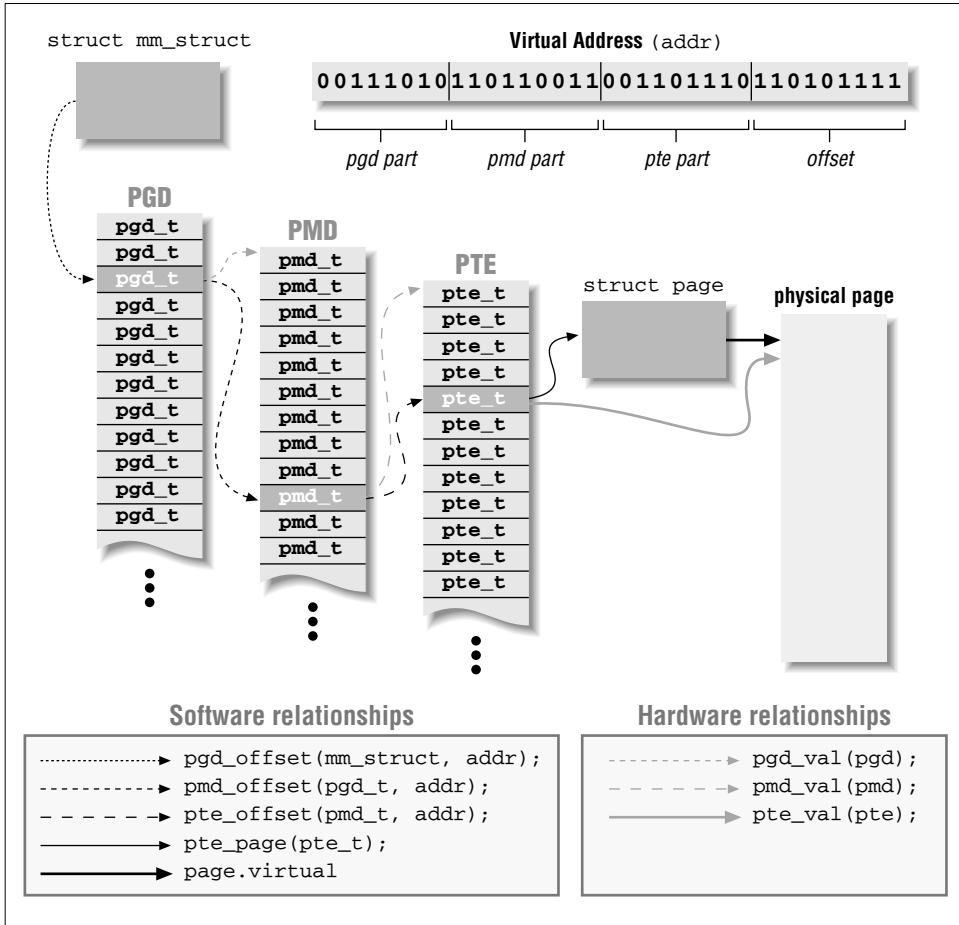 struct mm_struct
Virtual Address (addr)
00111010 110110011 001101110 110101111
pgd part pmd part pte part offset
PGD
pgd_t
pgd_t
pgd_t
pgd_t
pgd_t
pgd_t
pgd_t
pgd_t
pgd_t
pgd_t
pgd_t
pgd_t
PMD
pmd_t
pmd_t
pmd_t
pmd_t
pmd_t
pmd_t
pmd_t
pmd_t
pmd_t
pmd_t
pmd_t
pmd_t
PTE
pte_t
pte_t
pte_t
pte_t
pte_t
pte_t
pte_t
pte_t
pte_t
pte_t
pte_t
pte_t
struct page
physical page
Software relationships
pgd_offset(mm_struct, addr);
pmd_offset(pgd_t, addr);
pte_offset(pmd_t, addr);
pte_page(pte_t);
page.virtual
Hardware relationships
pgd_val(pgd);
pmd_val(pmd);
pte_val(pte);